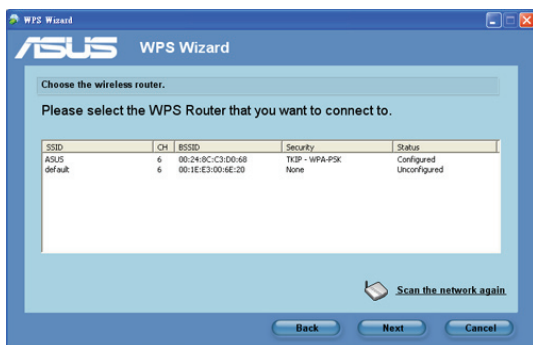 WPS Wizard
ASUS WPS Wizard
Choose the wireless router.
Please select the WPS Router that you want to connect to.
SSID CH BSSID Security Status
ASUS 6 00:24:8C:C3:D0:68 TKIP - WPA-PSK Configured
default 6 00:1E:E3:00:6E:20 None Unconfigured
Scan the network again
Back Next Cancel